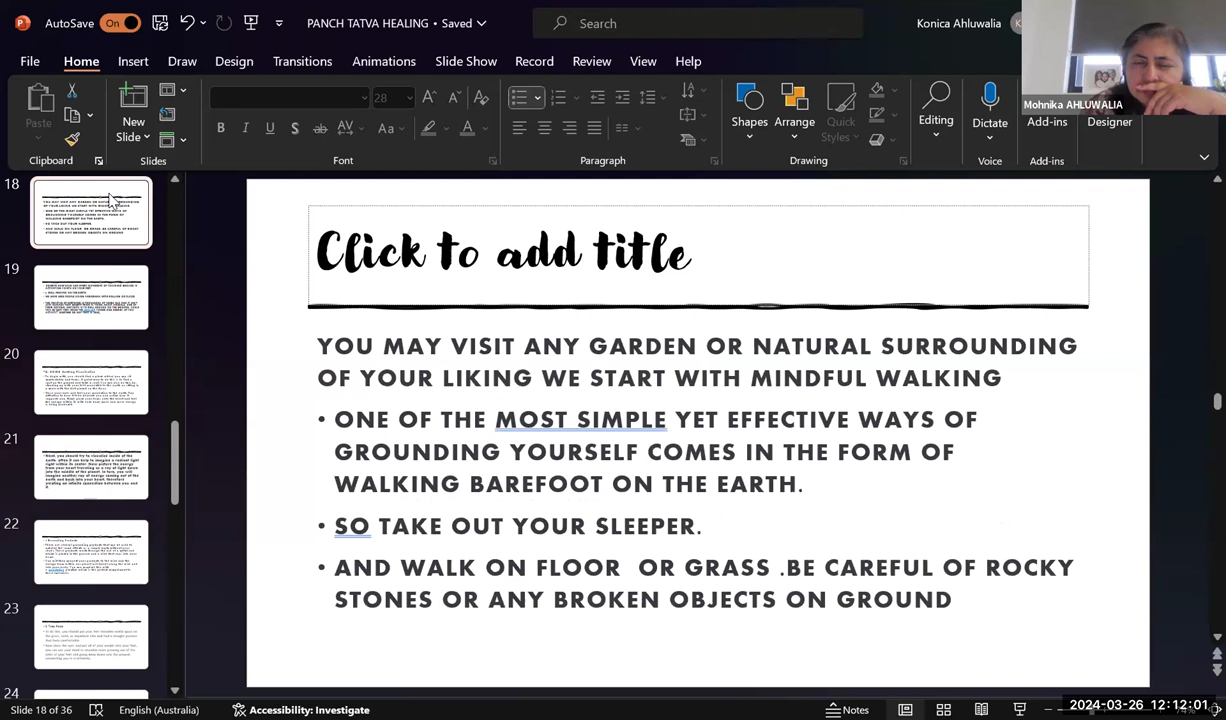 AutoSave On PANCH TATVA HEALING • Saved Search Konica Ahluwalia
File Home Insert Draw Design Transitions Animations Slide Show Record Review View Help
Mohnika AHLUWALIA
28
Paste New Slide Shapes Arrange Quick Styles Editing Dictate Add-ins Designer
Clipboard Slides Font Paragraph Drawing Voice Add-ins
18
19
20
21
22
23
24
Click to add title
YOU MAY VISIT ANY GARDEN OR NATURAL SURROUNDING
OF YOUR LIKING WE START WITH MINDFUL WALKING
• ONE OF THE MOST SIMPLE YET EFFECTIVE WAYS OF
GROUNDING YOURSELF COMES IN THE FORM OF
WALKING BAREFOOT ON THE EARTH.
• SO TAKE OUT YOUR SLEEPER.
• AND WALK ON FLOOR  OR GRASS .BE CAREFUL OF ROCKY
STONES OR ANY BROKEN OBJECTS ON GROUND
Slide 18 of 36 English (Australia) Accessibility: Investigate Notes 2024-03-26 12:12:01